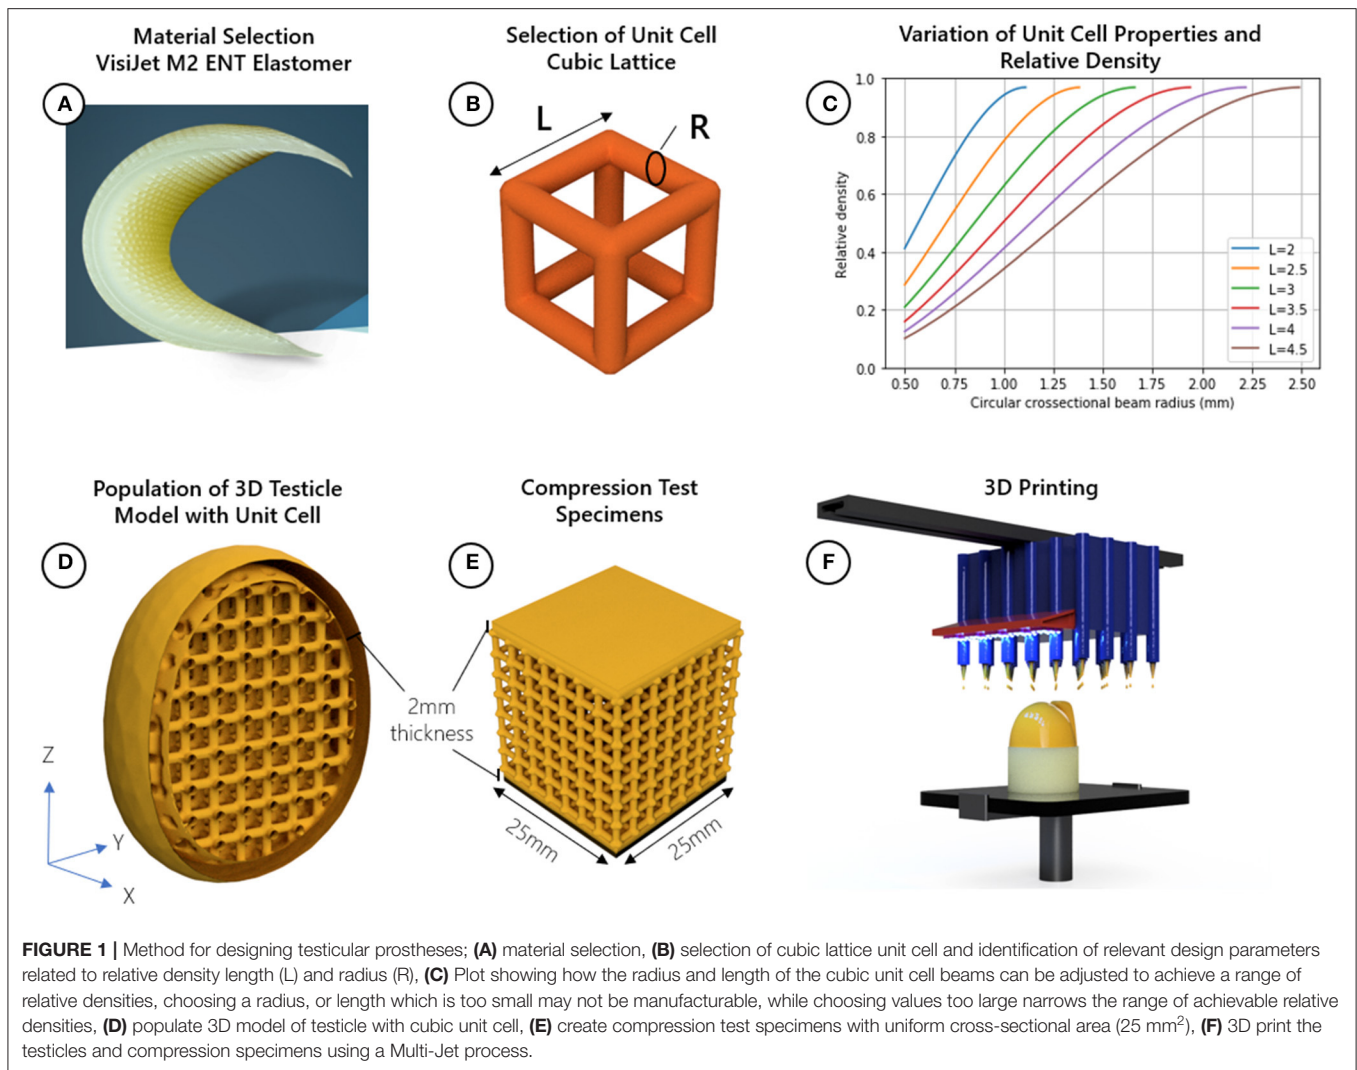 Material Selection
VisiJet M2 ENT Elastomer
A
Selection of Unit Cell
Cubic Lattice
B
L
R
Variation of Unit Cell Properties and
Relative Density
C
1.0
0.8
0.6
0.4
0.2
0.0
Relative density
L=2
L=2.5
L=3
L=3.5
L=4
L=4.5
0.50 0.75 1.00 1.25 1.50 1.75 2.00 2.25 2.50
Circular crossectional beam radius (mm)
Population of 3D Testicle
Model with Unit Cell
D
Z
Y
X
2mm
thickness
Compression Test
Specimens
E
25mm
25mm
3D Printing
F
FIGURE 1 | Method for designing testicular prostheses; (A) material selection, (B) selection of cubic lattice unit cell and identification of relevant design parameters
related to relative density length (L) and radius (R), (C) Plot showing how the radius and length of the cubic unit cell beams can be adjusted to achieve a range of
relative densities, choosing a radius, or length which is too small may not be manufacturable, while choosing values too large narrows the range of achievable relative
densities, (D) populate 3D model of testicle with cubic unit cell, (E) create compression test specimens with uniform cross-sectional area (25 mm²), (F) 3D print the
testicles and compression specimens using a Multi-Jet process.